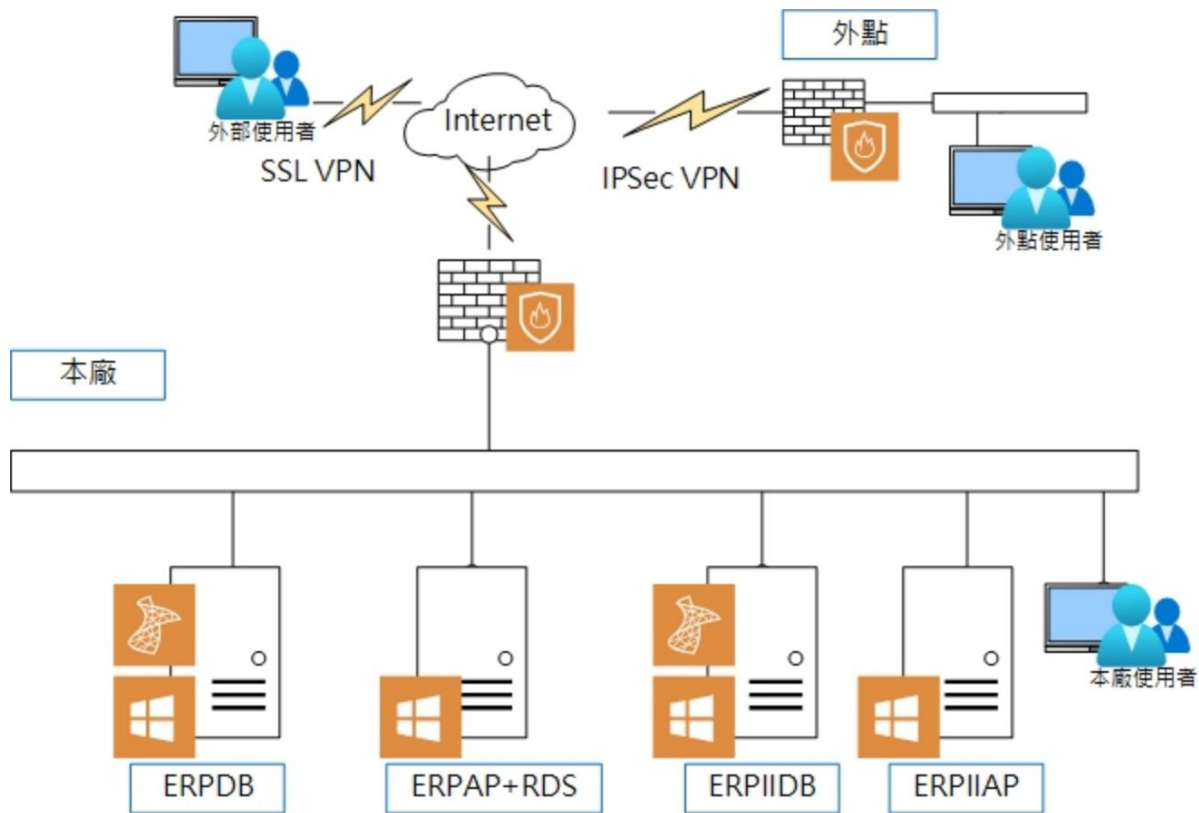 外點
Internet
外部使用者
SSL VPN
IPSec VPN
外點使用者
本廠
本廠使用者
ERPDB
ERPAP+RDS
ERPIIDB
ERPIIAP